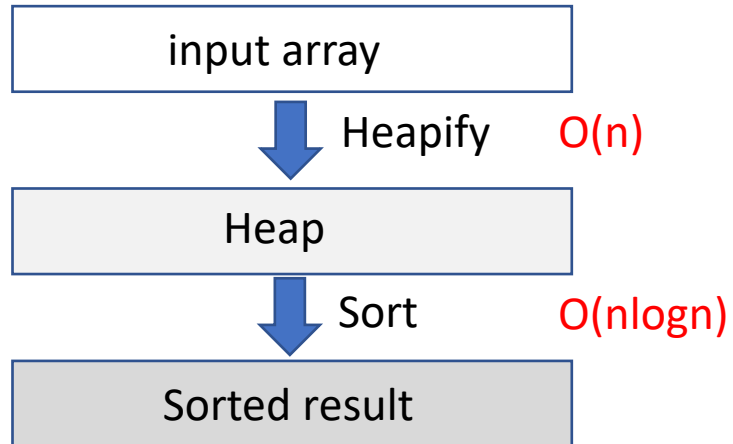 input array
Heapify O(n)
Heap
Sort O(nlogn)
Sorted result